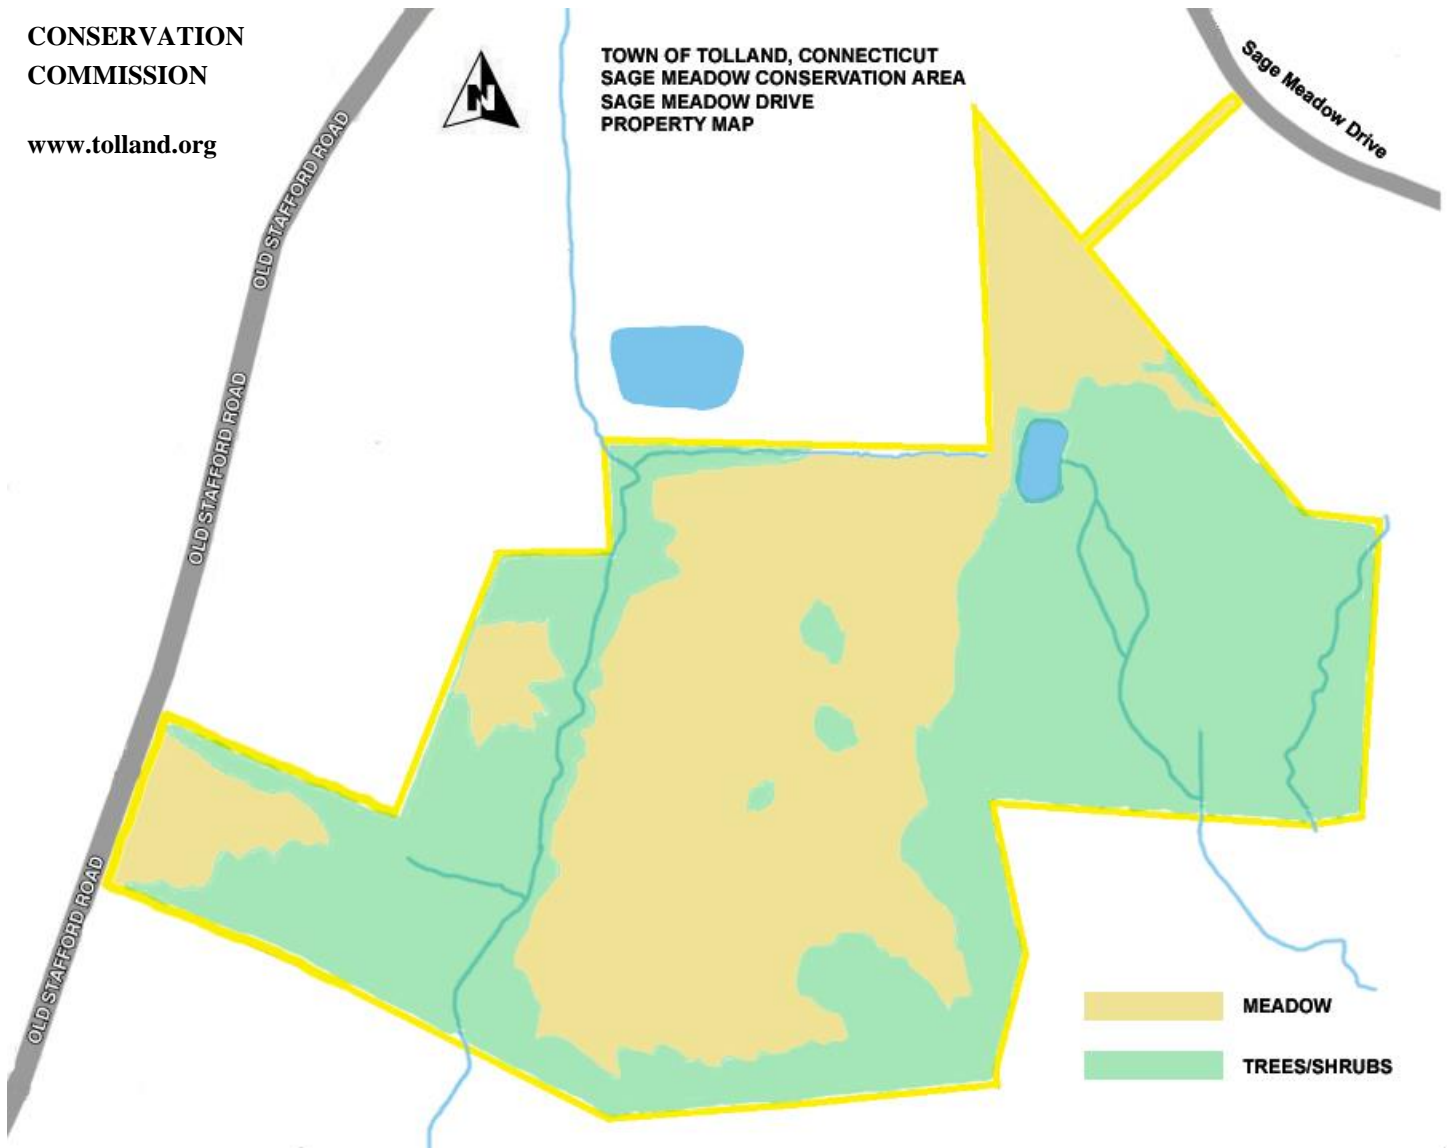 CONSERVATION
COMMISSION
www.tolland.org
N
TOWN OF TOLLAND, CONNECTICUT
SAGE MEADOW CONSERVATION AREA
SAGE MEADOW DRIVE
PROPERTY MAP
Sage Meadow Drive
OLD STAFFORD ROAD
OLD STAFFORD ROAD
OLD STAFFORD ROAD
MEADOW
TREES/SHRUBS